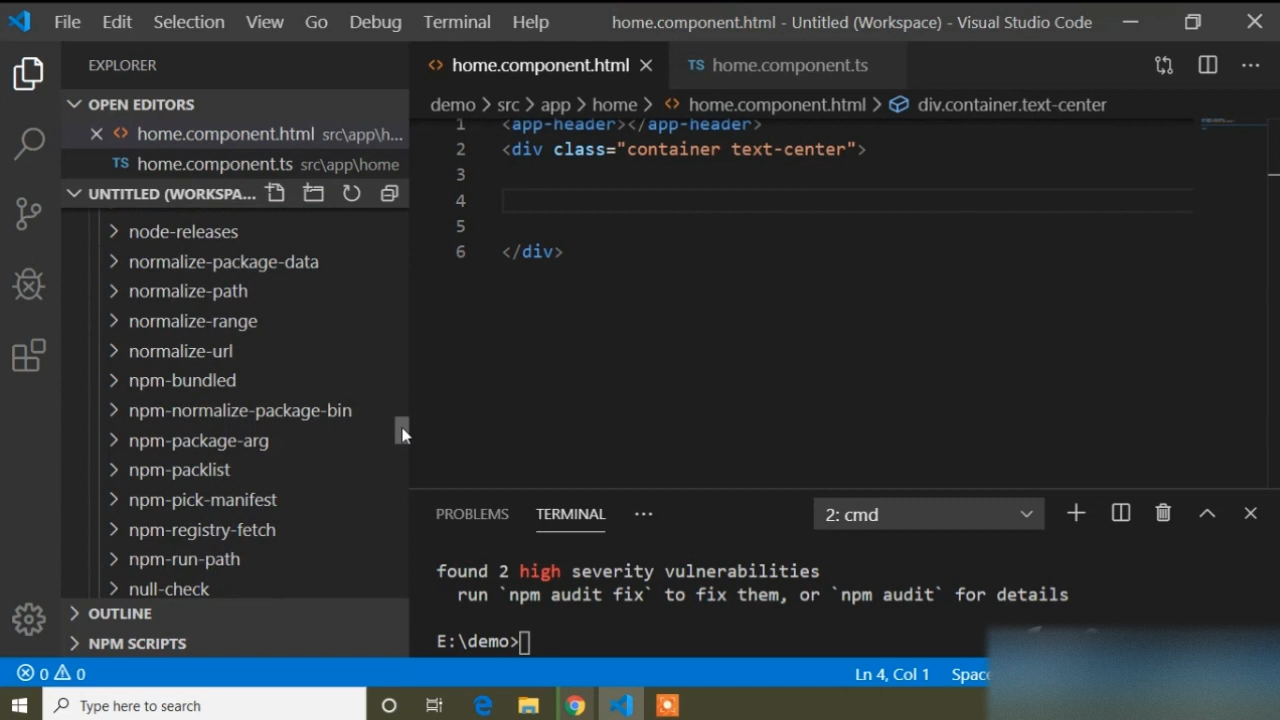 File Edit Selection View Go Debug Terminal Help home.component.html - Untitled (Workspace) - Visual Studio Code
EXPLORER
OPEN EDITORS
home.component.html src\app\h...
TS home.component.ts src\app\home
UNTITLED (WORKSPA...
node-releases
normalize-package-data
normalize-path
normalize-range
normalize-url
npm-bundled
npm-normalize-package-bin
npm-package-arg
npm-packlist
npm-pick-manifest
npm-registry-fetch
npm-run-path
null-check
OUTLINE
NPM SCRIPTS
<> home.component.html TS home.component.ts
demo > src > app > home > <> home.component.html > div.container.text-center
1 <app-header></app-header>
2 <div class="container text-center">
3
4
5
6 </div>
PROBLEMS TERMINAL ... 2: cmd
found 2 high severity vulnerabilities
run `npm audit fix` to fix them, or `npm audit` for details
E:\demo>
0 0 Ln 4, Col 1
Type here to search